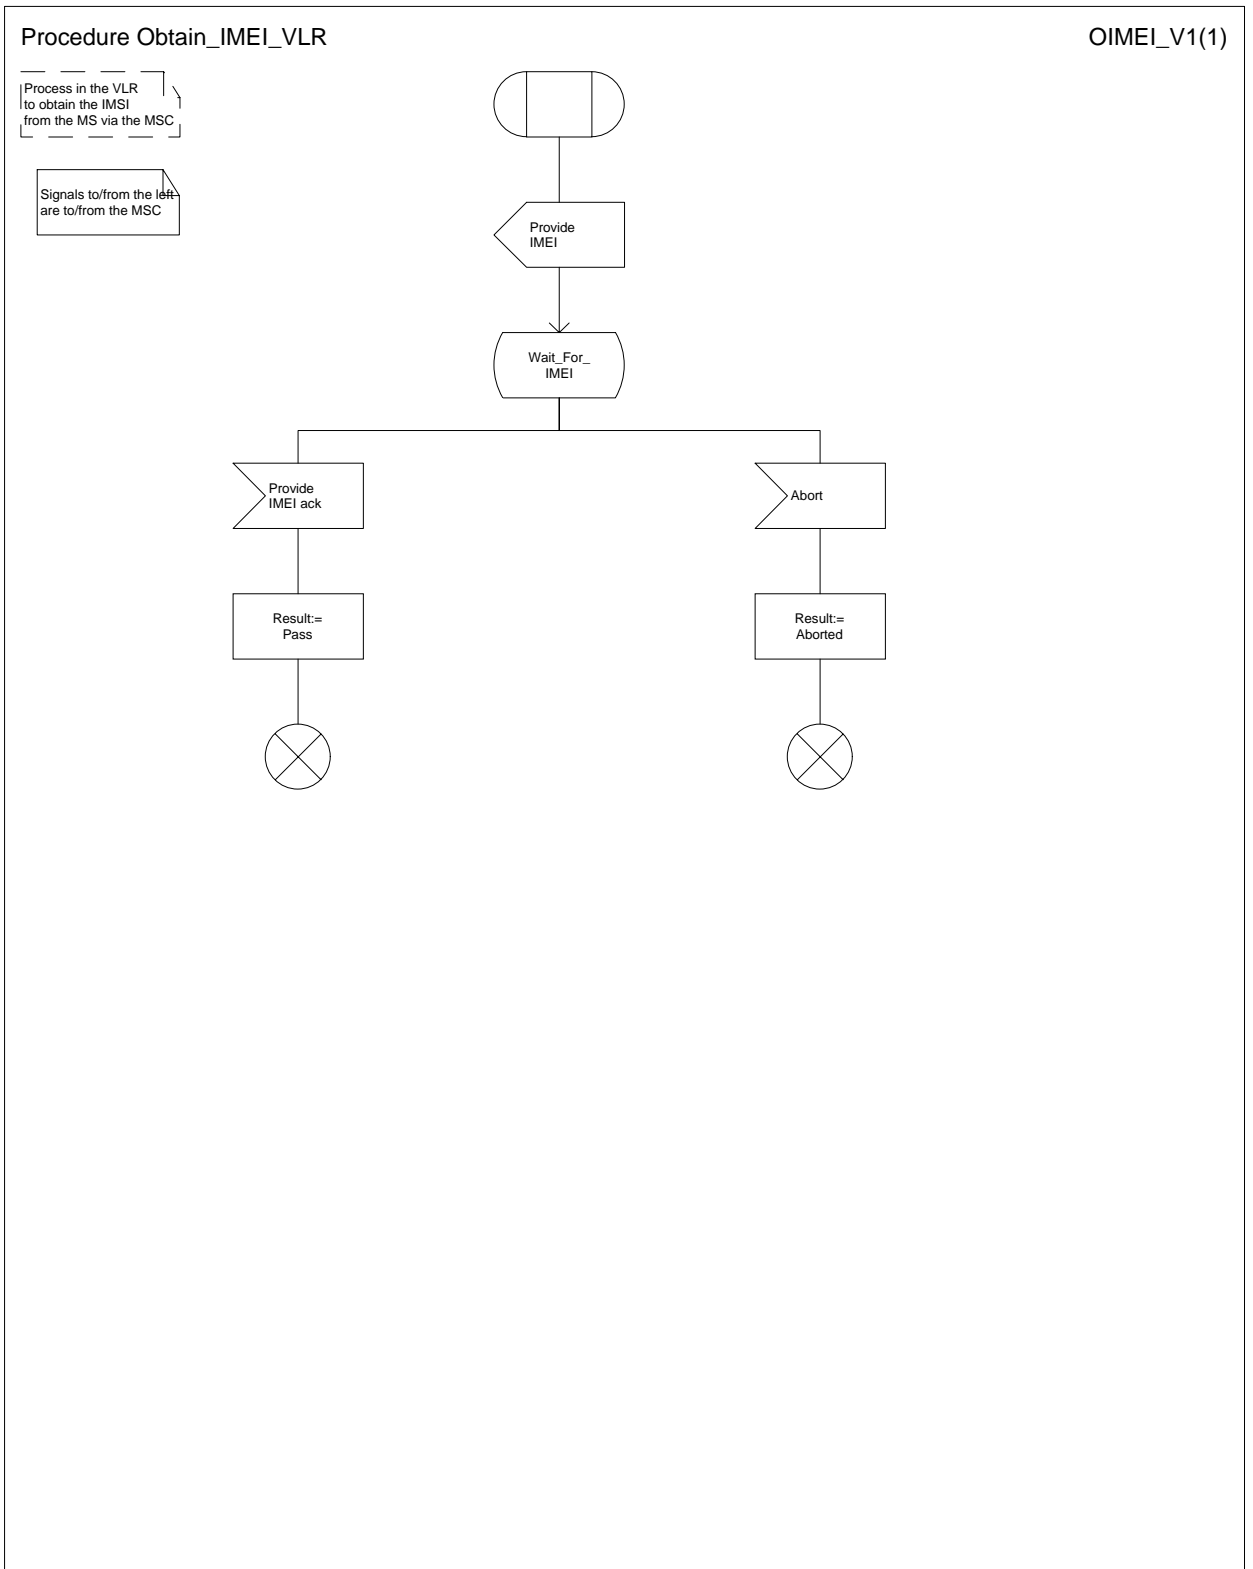 Procedure Obtain_IMEI_VLR
OIMEI_V1(1)
Process in the VLR
to obtain the IMSI
from the MS via the MSC
Signals to/from the left
are to/from the MSC
Provide
IMEI
Wait_For_
IMEI
Provide
IMEI ack
Abort
Result:=
Pass
Result:=
Aborted